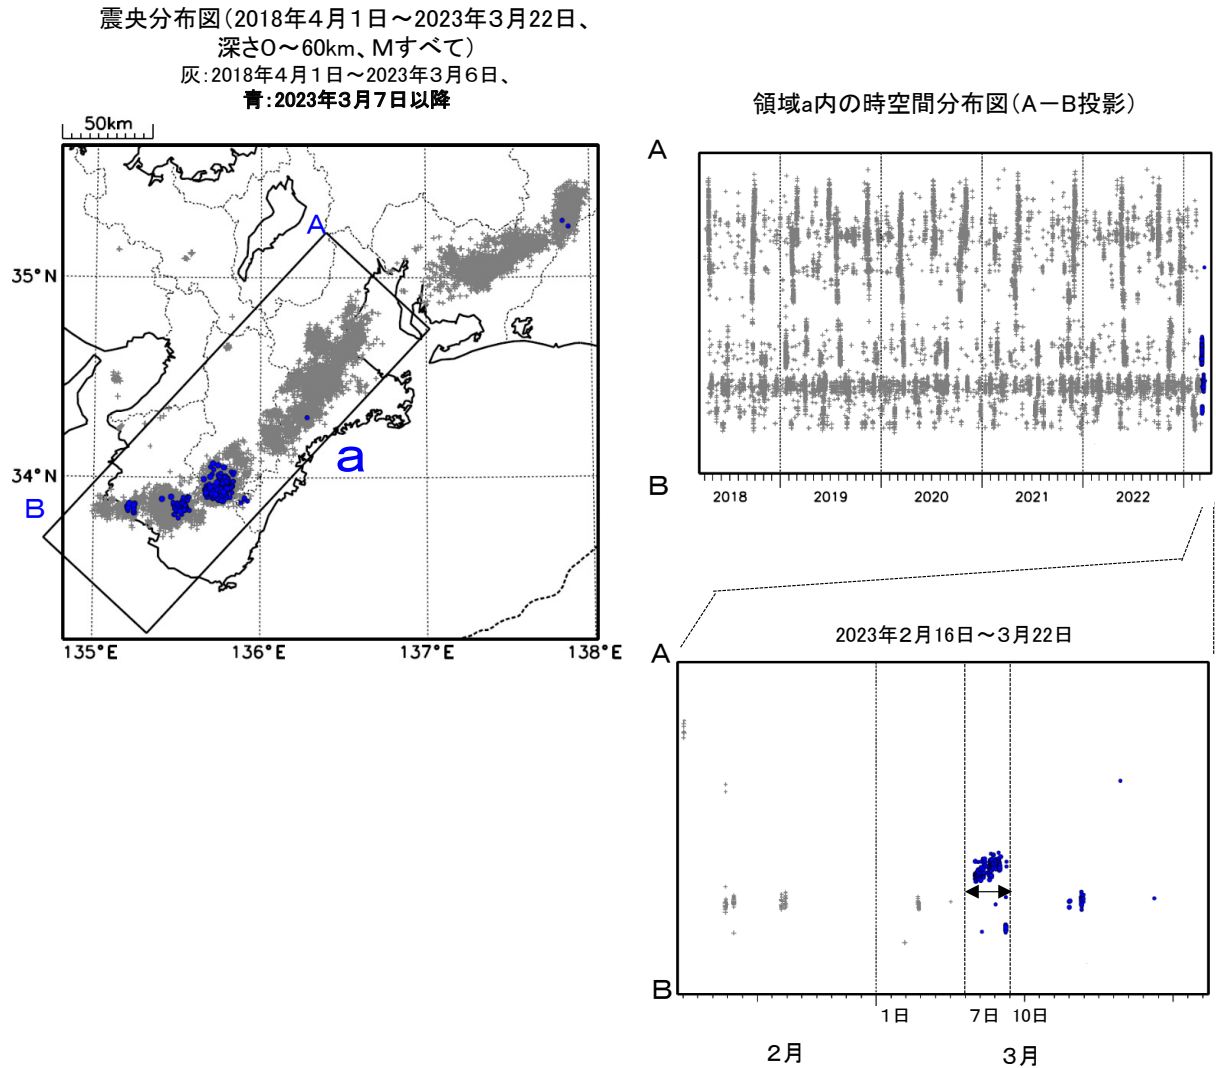 震央分布図（2018年４月１日～2023年３月22日、
深さ０～60km、Ｍすべて）
灰：2018年４月１日～2023年３月６日、
青：2023年３月７日以降
50km
A
a
B
35°N
34°N
135°E
136°E
137°E
138°E
領域a内の時空間分布図（Ａ－Ｂ投影）
A
B
2018
2019
2020
2021
2022
2023年２月16日～３月22日
A
B
1日
7日
10日
２月
３月